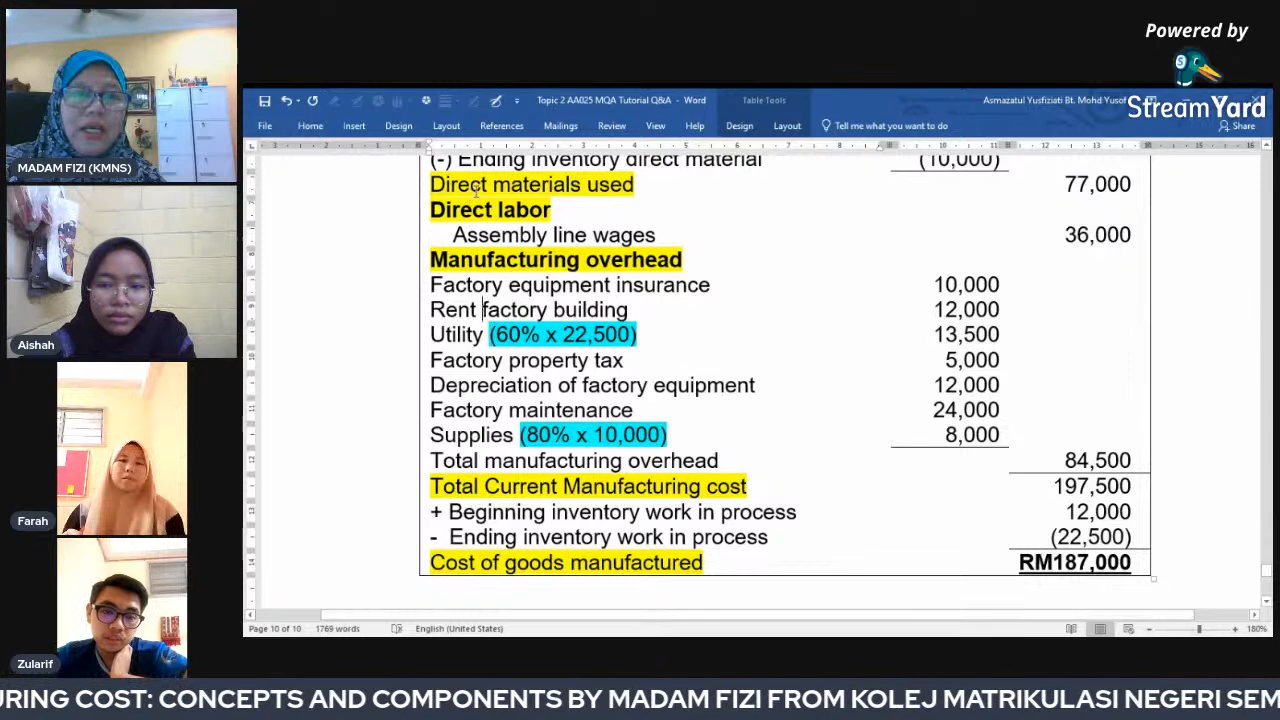 Powered by
S
StreamYard
Topic 2 AA025 MQA Tutorial Q&A - Word
Table Tools
Asmazatul Yusfiziati Bt. Mohd Yusof
File Home Insert Design Layout References Mailings Review View Help Design Layout Tell me what you want to do Share
MADAM FIZI (KMNS)
Aishah
Farah
Zularif
(-) Ending inventory direct material (10,000)
Direct materials used 77,000
Direct labor
Assembly line wages 36,000
Manufacturing overhead
Factory equipment insurance 10,000
Rent factory building 12,000
Utility (60% x 22,500) 13,500
Factory property tax 5,000
Depreciation of factory equipment 12,000
Factory maintenance 24,000
Supplies (80% x 10,000) 8,000
Total manufacturing overhead 84,500
Total Current Manufacturing cost 197,500
+ Beginning inventory work in process 12,000
- Ending inventory work in process (22,500)
Cost of goods manufactured RM187,000
Page 10 of 10 1769 words English (United States) 180%
URING COST: CONCEPTS AND COMPONENTS BY MADAM FIZI FROM KOLEJ MATRIKULASI NEGERI SEM